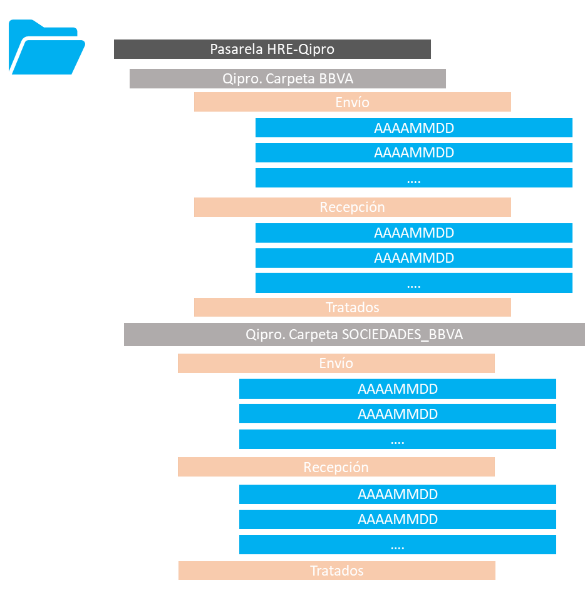 Pasarela HRE-Qipro
Qipro. Carpeta BBVA
Envío
AAAAMMDD
AAAAMMDD
....
Recepción
AAAAMMDD
AAAAMMDD
....
Tratados
Qipro. Carpeta SOCIEDADES_BBVA
Envío
AAAAMMDD
AAAAMMDD
....
Recepción
AAAAMMDD
AAAAMMDD
....
Tratados